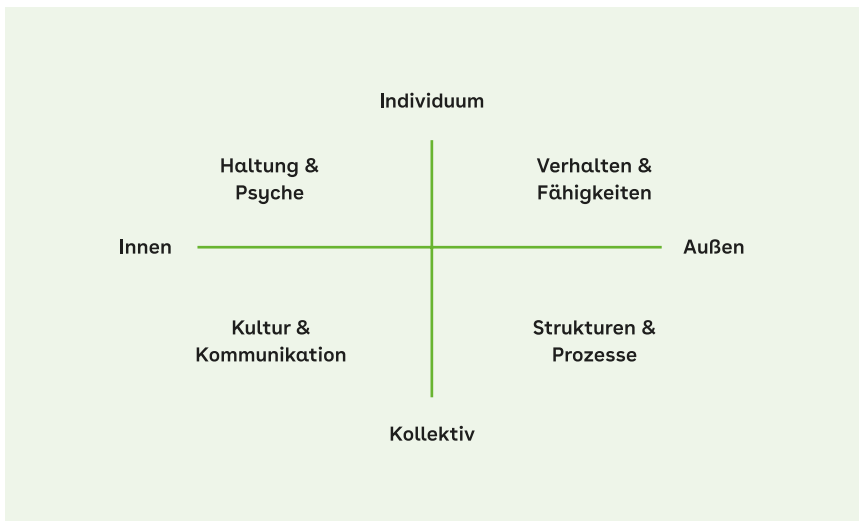 Individuum
Haltung &
Psyche
Verhalten &
Fähigkeiten
Innen
Außen
Kultur &
Kommunikation
Strukturen &
Prozesse
Kollektiv